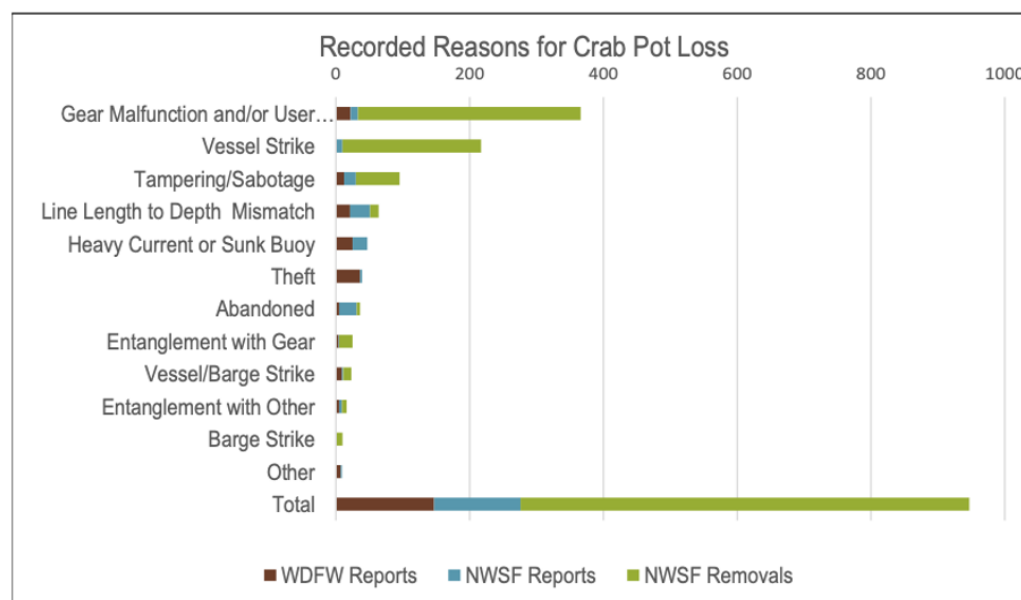 Recorded Reasons for Crab Pot Loss
0 200 400 600 800 1000
Gear Malfunction and/or User…
Vessel Strike
Tampering/Sabotage
Line Length to Depth Mismatch
Heavy Current or Sunk Buoy
Theft
Abandoned
Entanglement with Gear
Vessel/Barge Strike
Entanglement with Other
Barge Strike
Other
Total
WDFW Reports NWSF Reports NWSF Removals